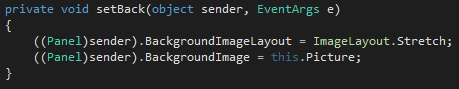 private void setBack(object sender, EventArgs e)
{
    ((Panel)sender).BackgroundImageLayout = ImageLayout.Stretch;
    ((Panel)sender).BackgroundImage = this.Picture;
}